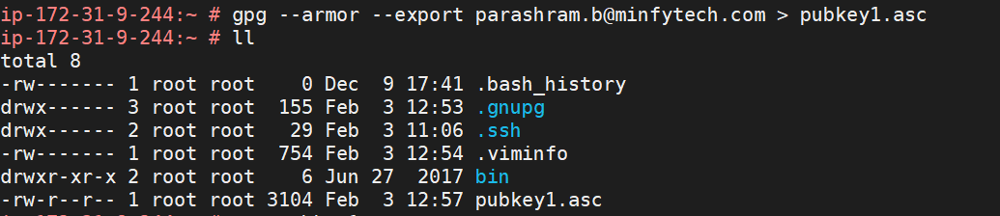 ip-172-31-9-244:~ # gpg --armor --export parashram.b@minfytech.com > pubkey1.asc
ip-172-31-9-244:~ # ll
total 8
-rw------- 1 root root    0 Dec  9 17:41 .bash_history
drwx------ 3 root root  155 Feb  3 12:53 .gnupg
drwx------ 2 root root   29 Feb  3 11:06 .ssh
-rw------- 1 root root  754 Feb  3 12:54 .viminfo
drwxr-xr-x 2 root root    6 Jun 27  2017 bin
-rw-r--r-- 1 root root 3104 Feb  3 12:57 pubkey1.asc